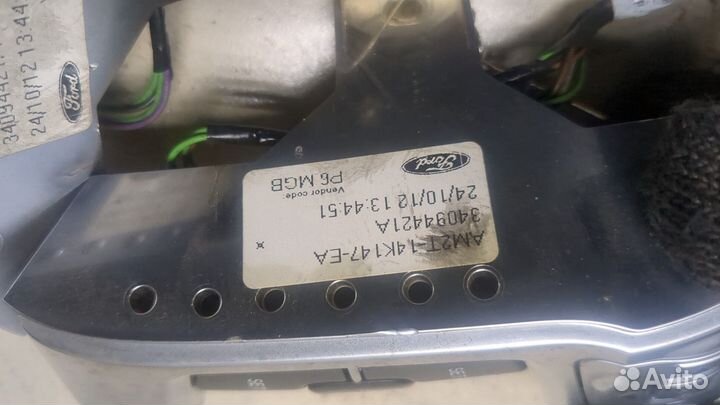 Ford
Vendor code:
P6 MGB
24/10/12 13:44:51
34094421A
AM2T-14K147-EA
Ford
24/10/12 13:44
Avito